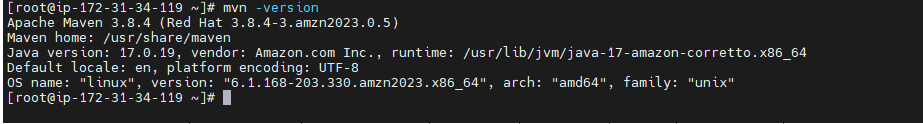 [root@ip-172-31-34-119 ~]# mvn -version
Apache Maven 3.8.4 (Red Hat 3.8.4-3.amzn2023.0.5)
Maven home: /usr/share/maven
Java version: 17.0.19, vendor: Amazon.com Inc., runtime: /usr/lib/jvm/java-17-amazon-corretto.x86_64
Default locale: en, platform encoding: UTF-8
OS name: "linux", version: "6.1.168-203.330.amzn2023.x86_64", arch: "amd64", family: "unix"
[root@ip-172-31-34-119 ~]#